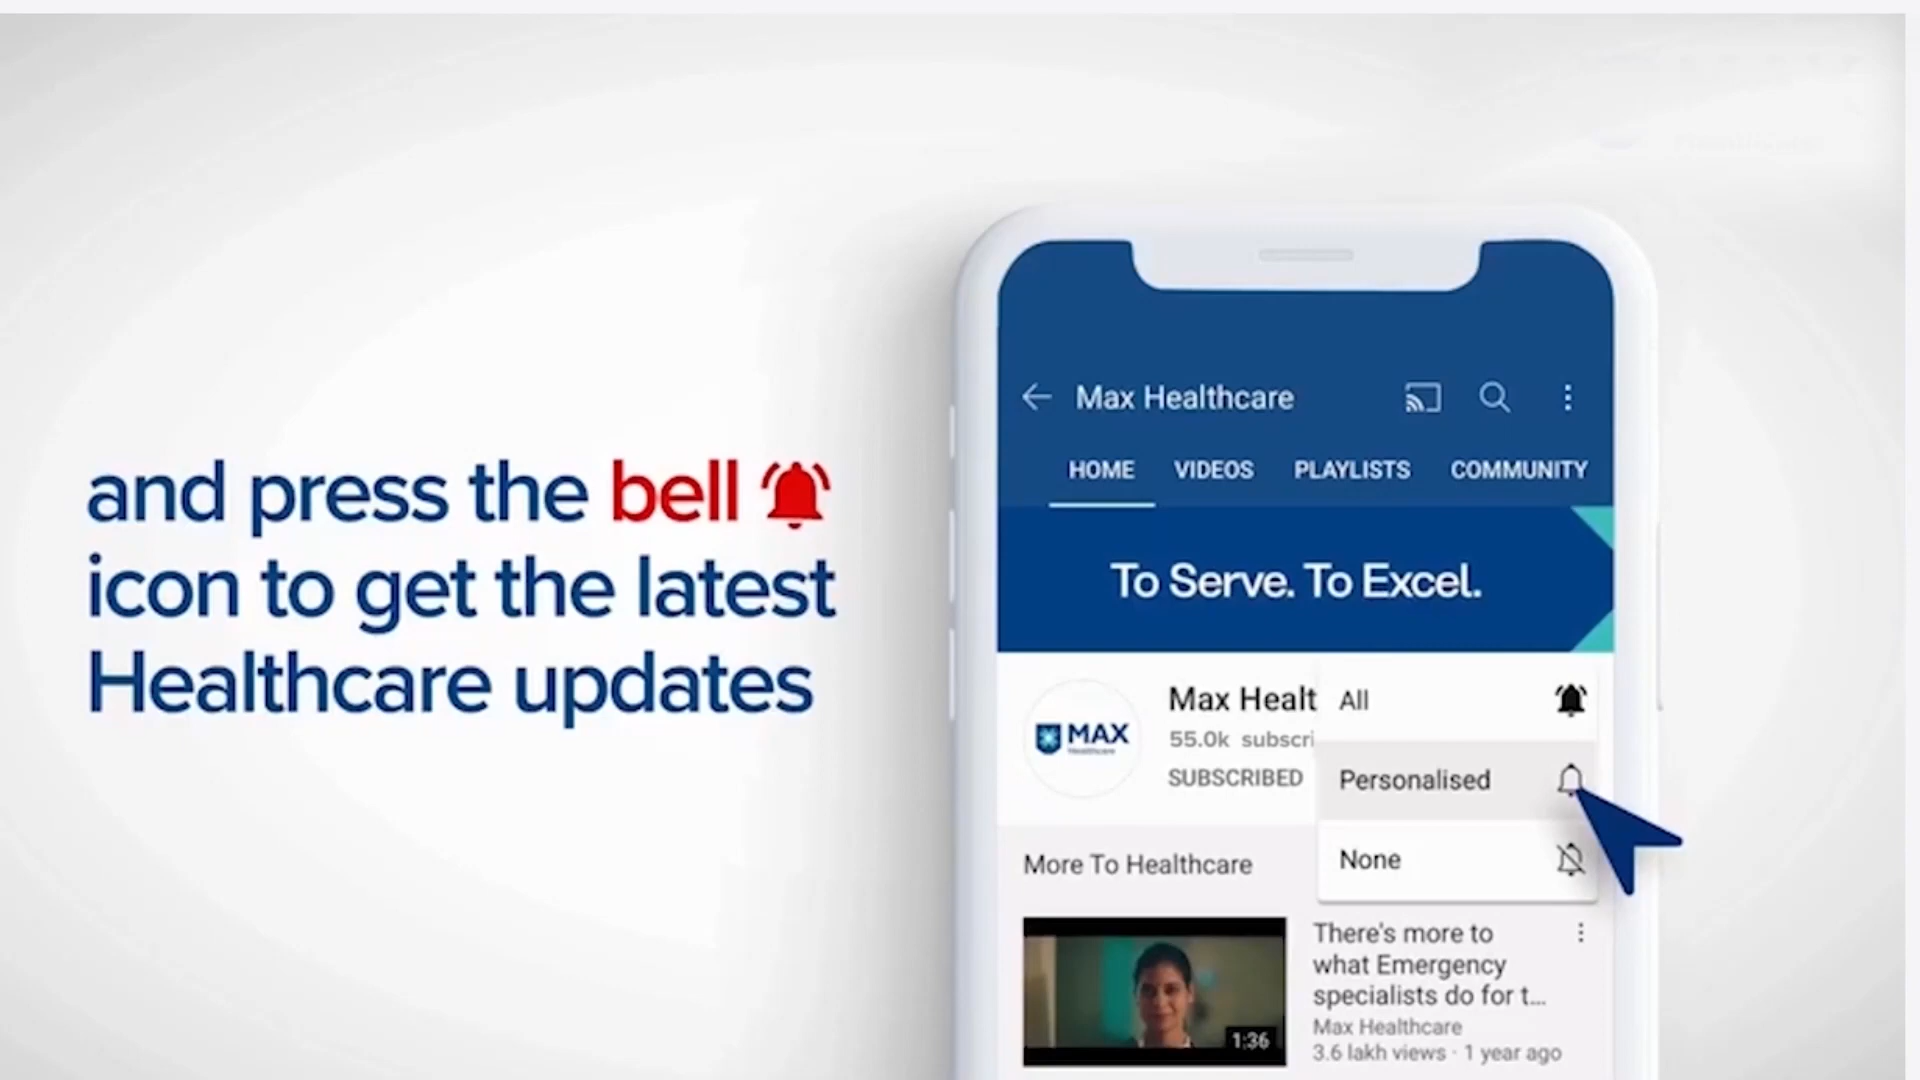 and press the bell
icon to get the latest
Healthcare updates
Max Healthcare
HOME VIDEOS PLAYLISTS COMMUNITY
To Serve. To Excel.
MAX
Healthcare
Max Healt
55.0k subscri
SUBSCRIBED
All
Personalised
None
More To Healthcare
There's more to
what Emergency
specialists do for t...
Max Healthcare
3.6 lakh views · 1 year ago
1:36